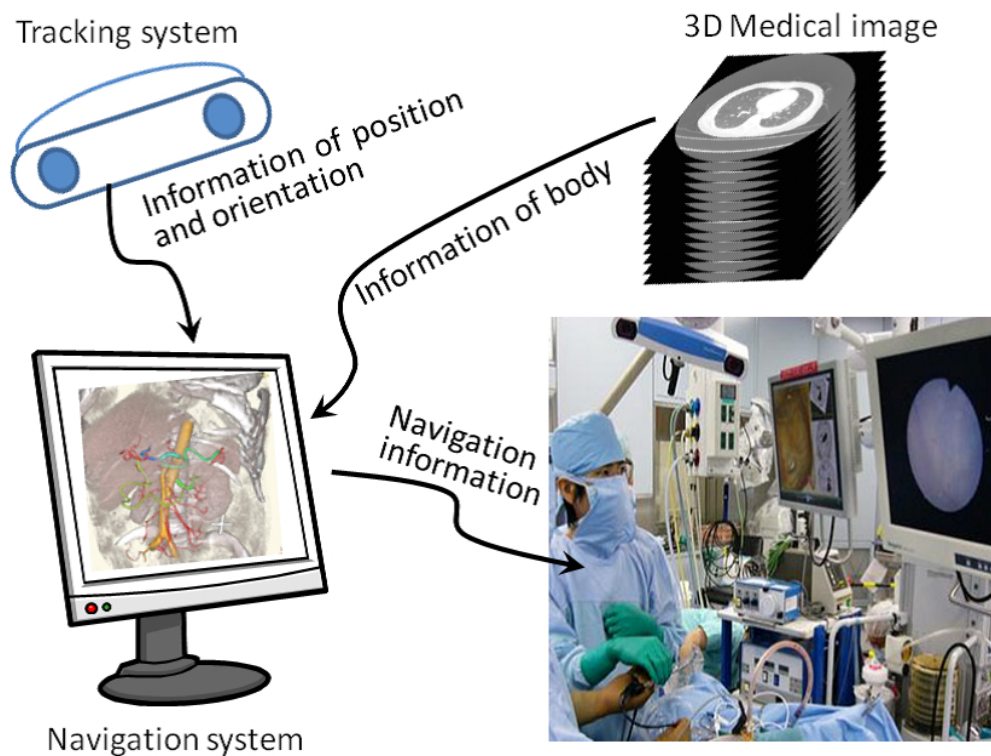 Tracking system
3D Medical image
Information of position
and orientation
Information of body
Navigation
information
Navigation system